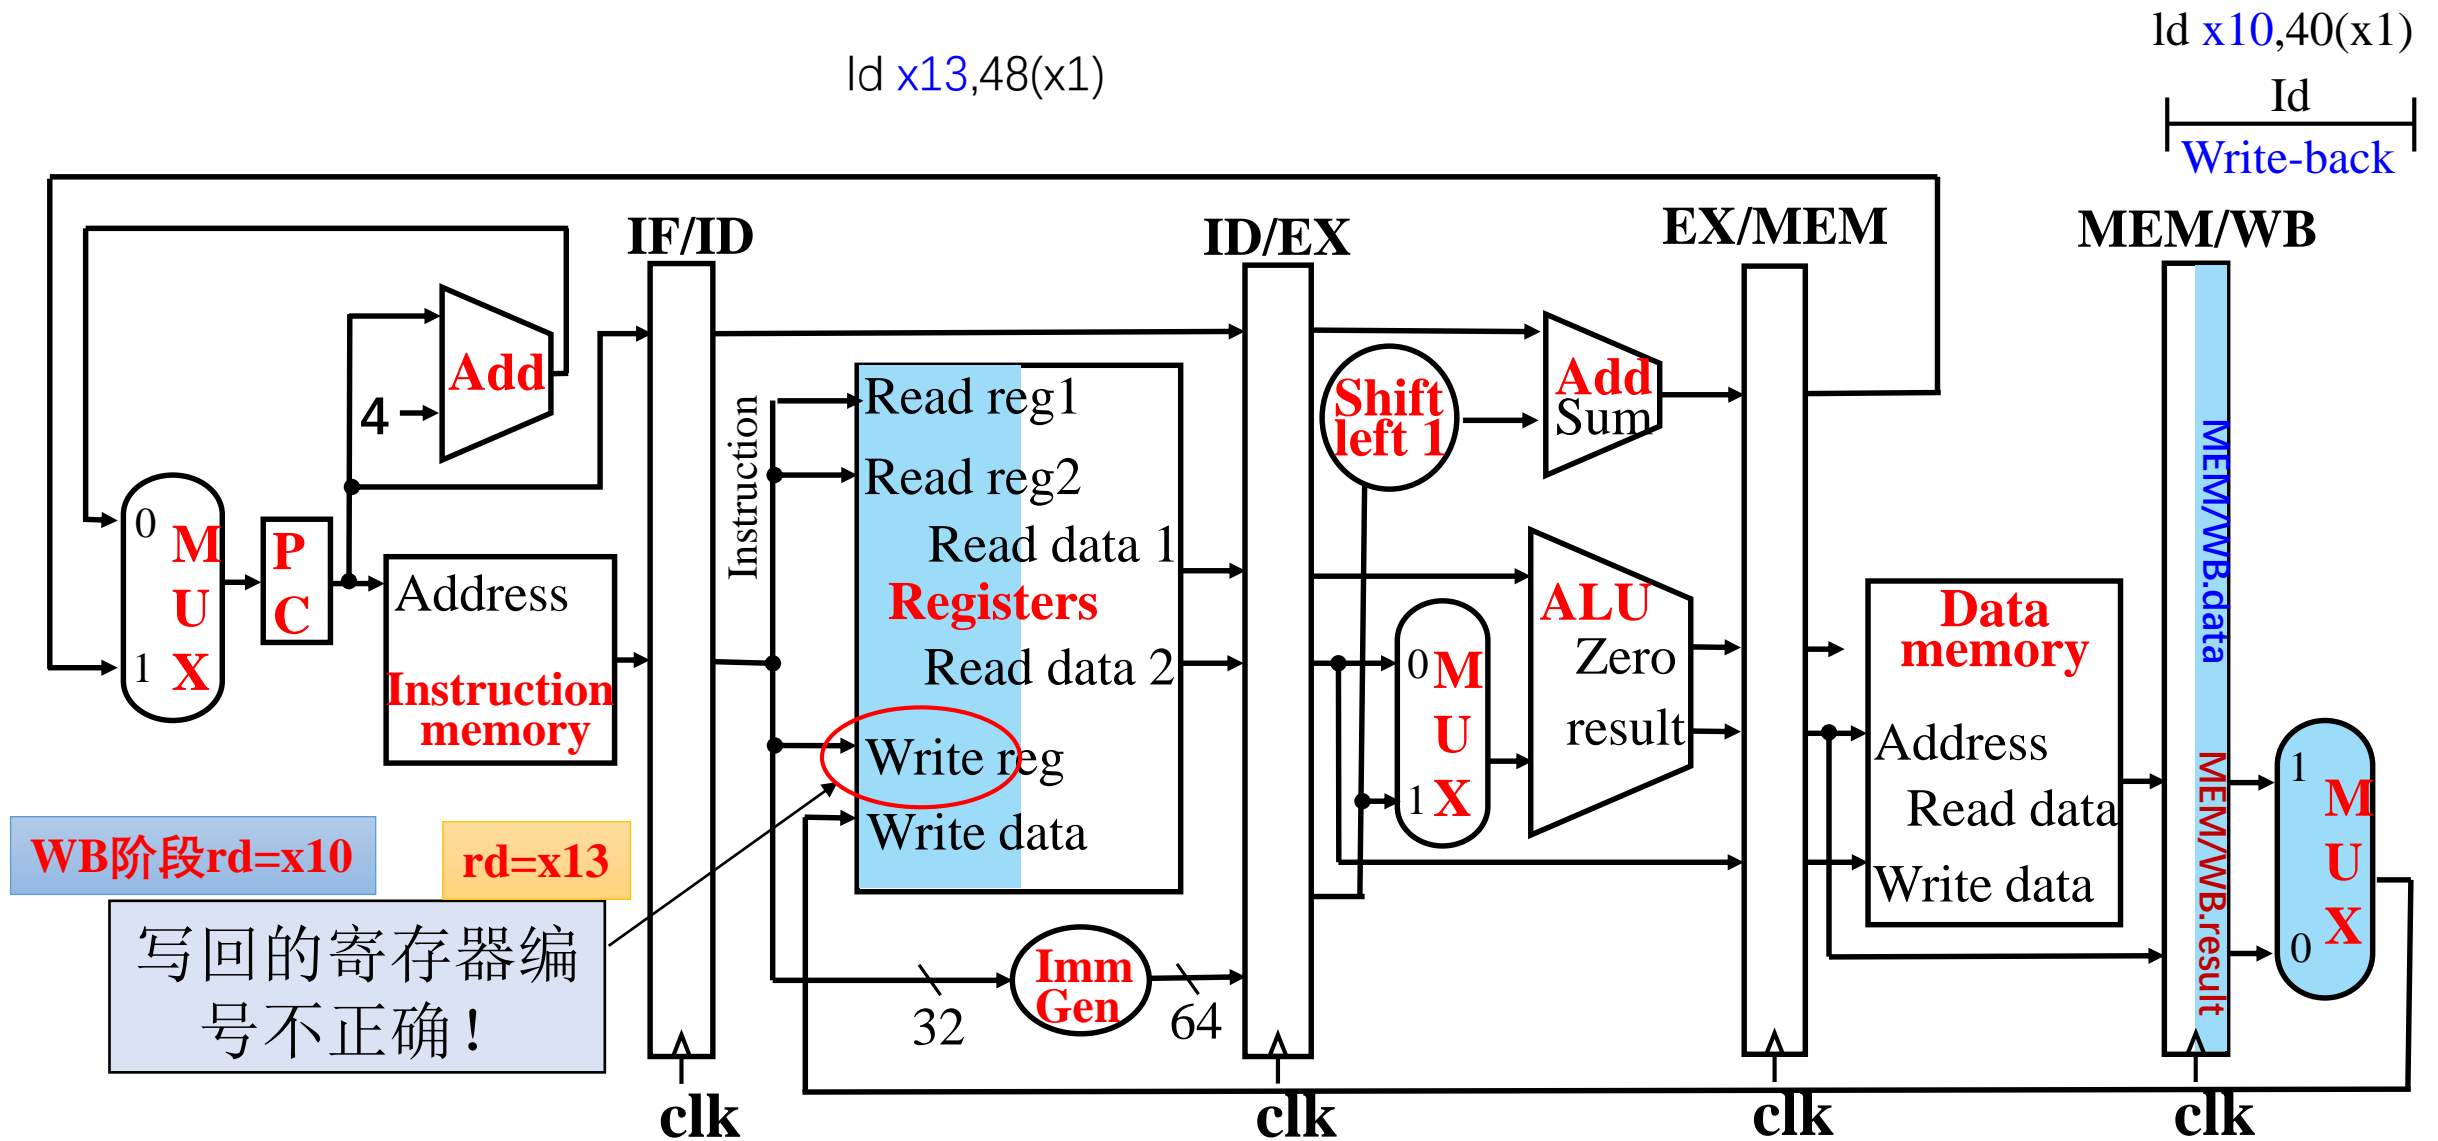 ld x10,40(x1)
ld x13,48(x1)
Id
Write-back
IF/ID
ID/EX
EX/MEM
MEM/WB
Add
4
0
M
U
X
1
P
C
Address
Instruction
memory
Instruction
Read reg1
Read reg2
Read data 1
Registers
Read data 2
Write reg
Write data
Imm
Gen
32
64
Shift
left 1
Add
Sum
0
M
U
X
1
ALU
Zero
result
Data
memory
Address
Read data
Write data
MEM/WB.data
MEM/WB.result
1
M
U
X
0
WB阶段rd=x10
rd=x13
写回的寄存器编
号不正确！
clk
clk
clk
clk